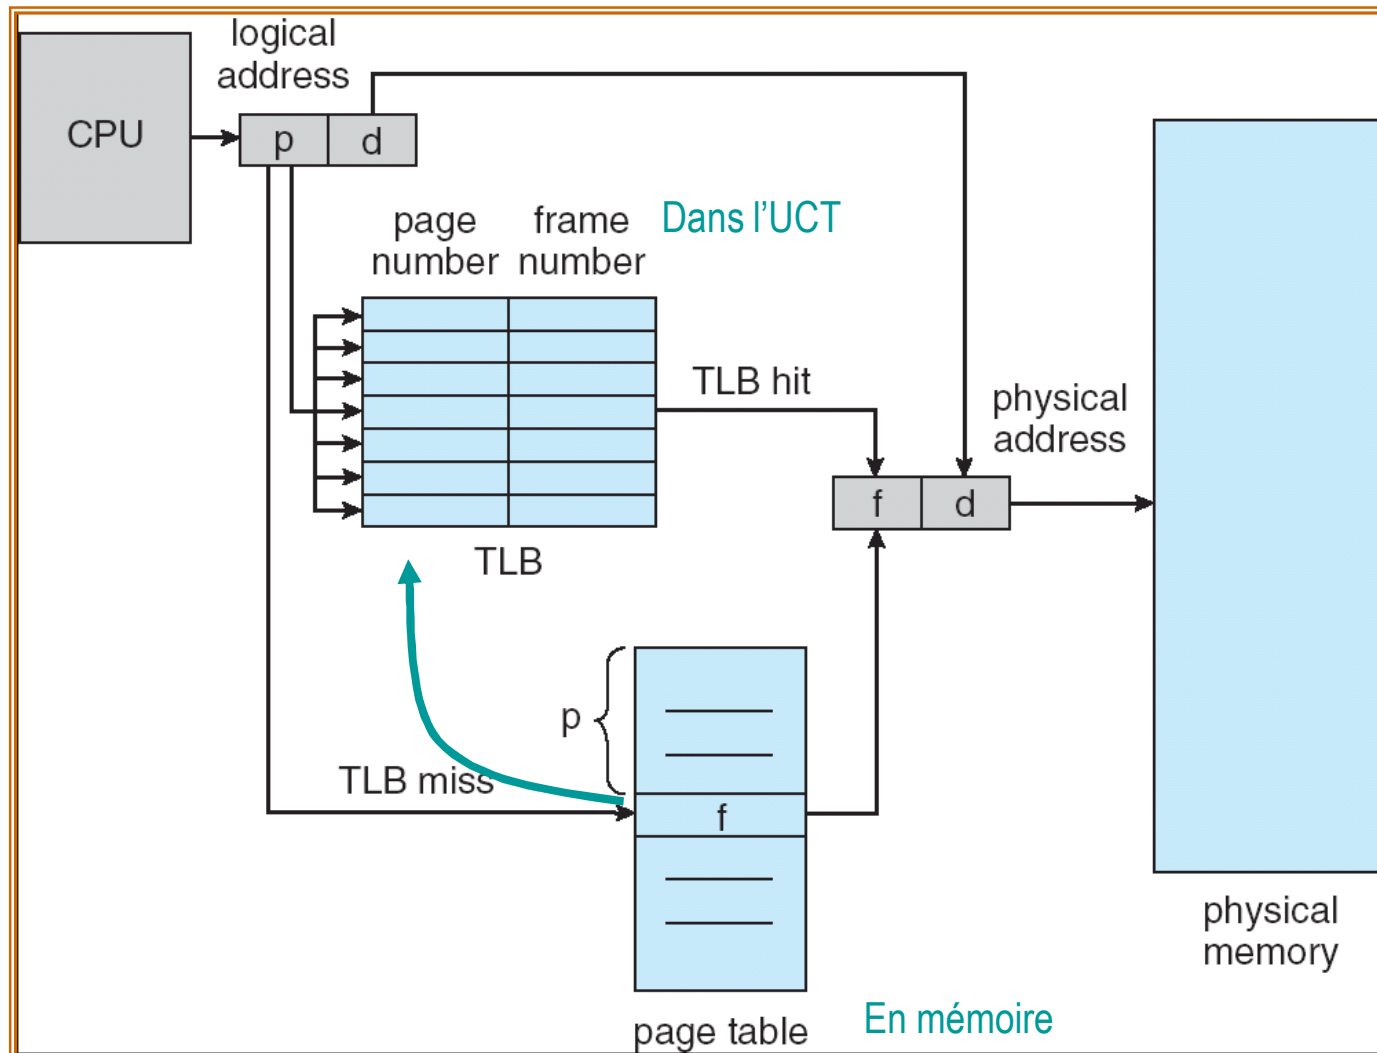 logical
address
CPU
p
d
page
number
frame
number
Dans l'UCT
TLB hit
physical
address
f
d
TLB
p
TLB miss
f
physical
memory
page table
En mémoire